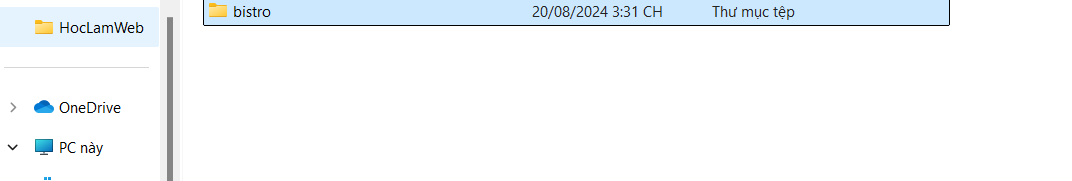 bistro 20/08/2024 3:31 CH Thư mục tệp
HocLamWeb
OneDrive
PC này